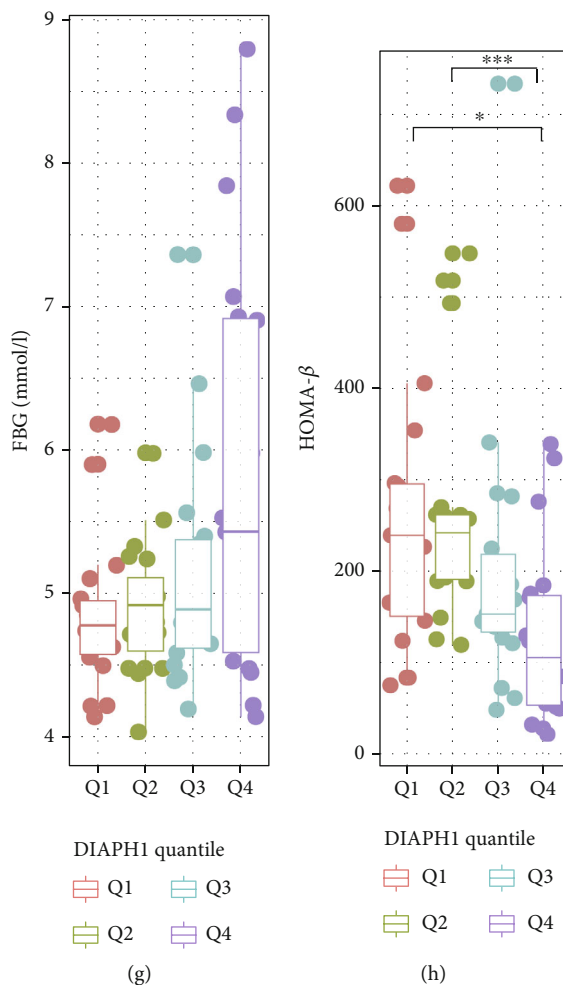 9
8
7
6
5
4
FBG (mmol/l)
Q1 Q2 Q3 Q4
DIAPH1 quantile
Q1 Q3
Q2 Q4
(g)
***
*
600
400
200
0
HOMA-β
Q1 Q2 Q3 Q4
DIAPH1 quantile
Q1 Q3
Q2 Q4
(h)